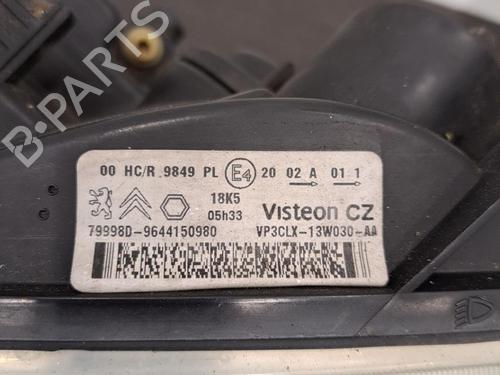 B-PARTS
00 HC/R 9849 PL E4 20 02 A 01 1
18K5
05h33 Visteon CZ
79998D-9644150980 VP3CLX-13W030-AA